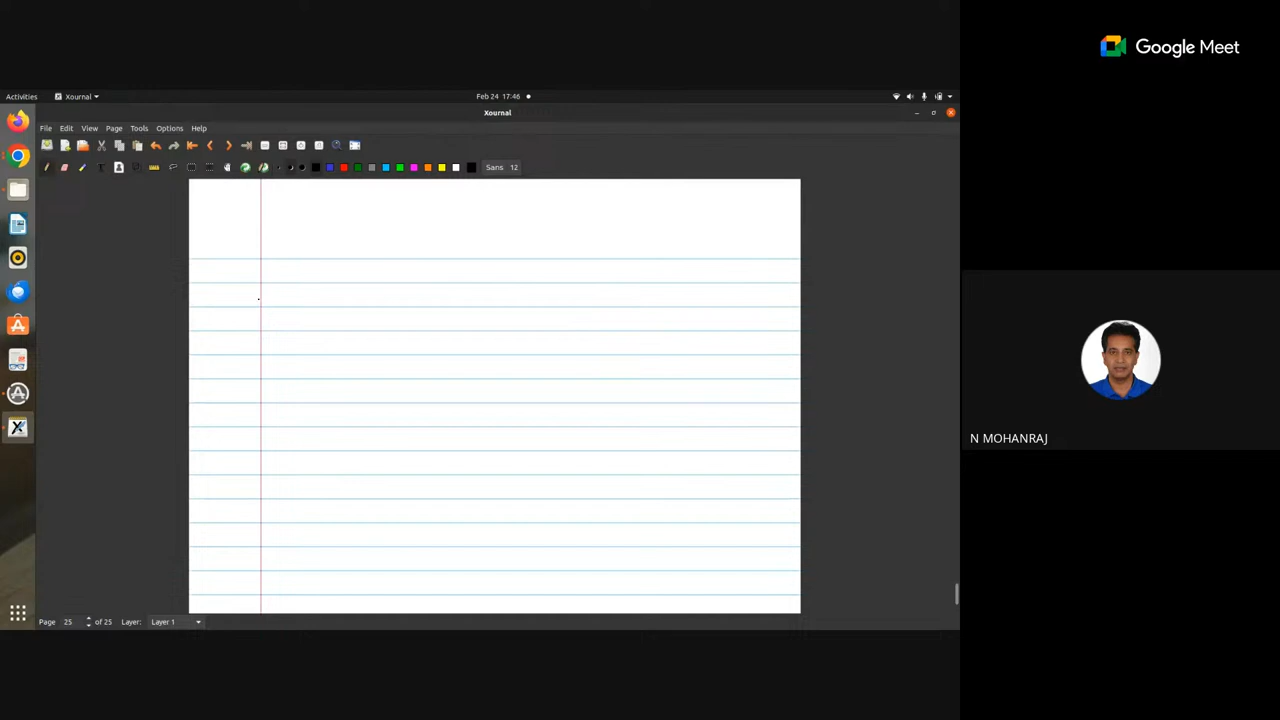 Google Meet
Activities
Xournal
Feb 24 17:46
Xournal
File Edit View Page Tools Options Help
Sans 12
N MOHANRAJ
Page 25 of 25 Layer: Layer 1